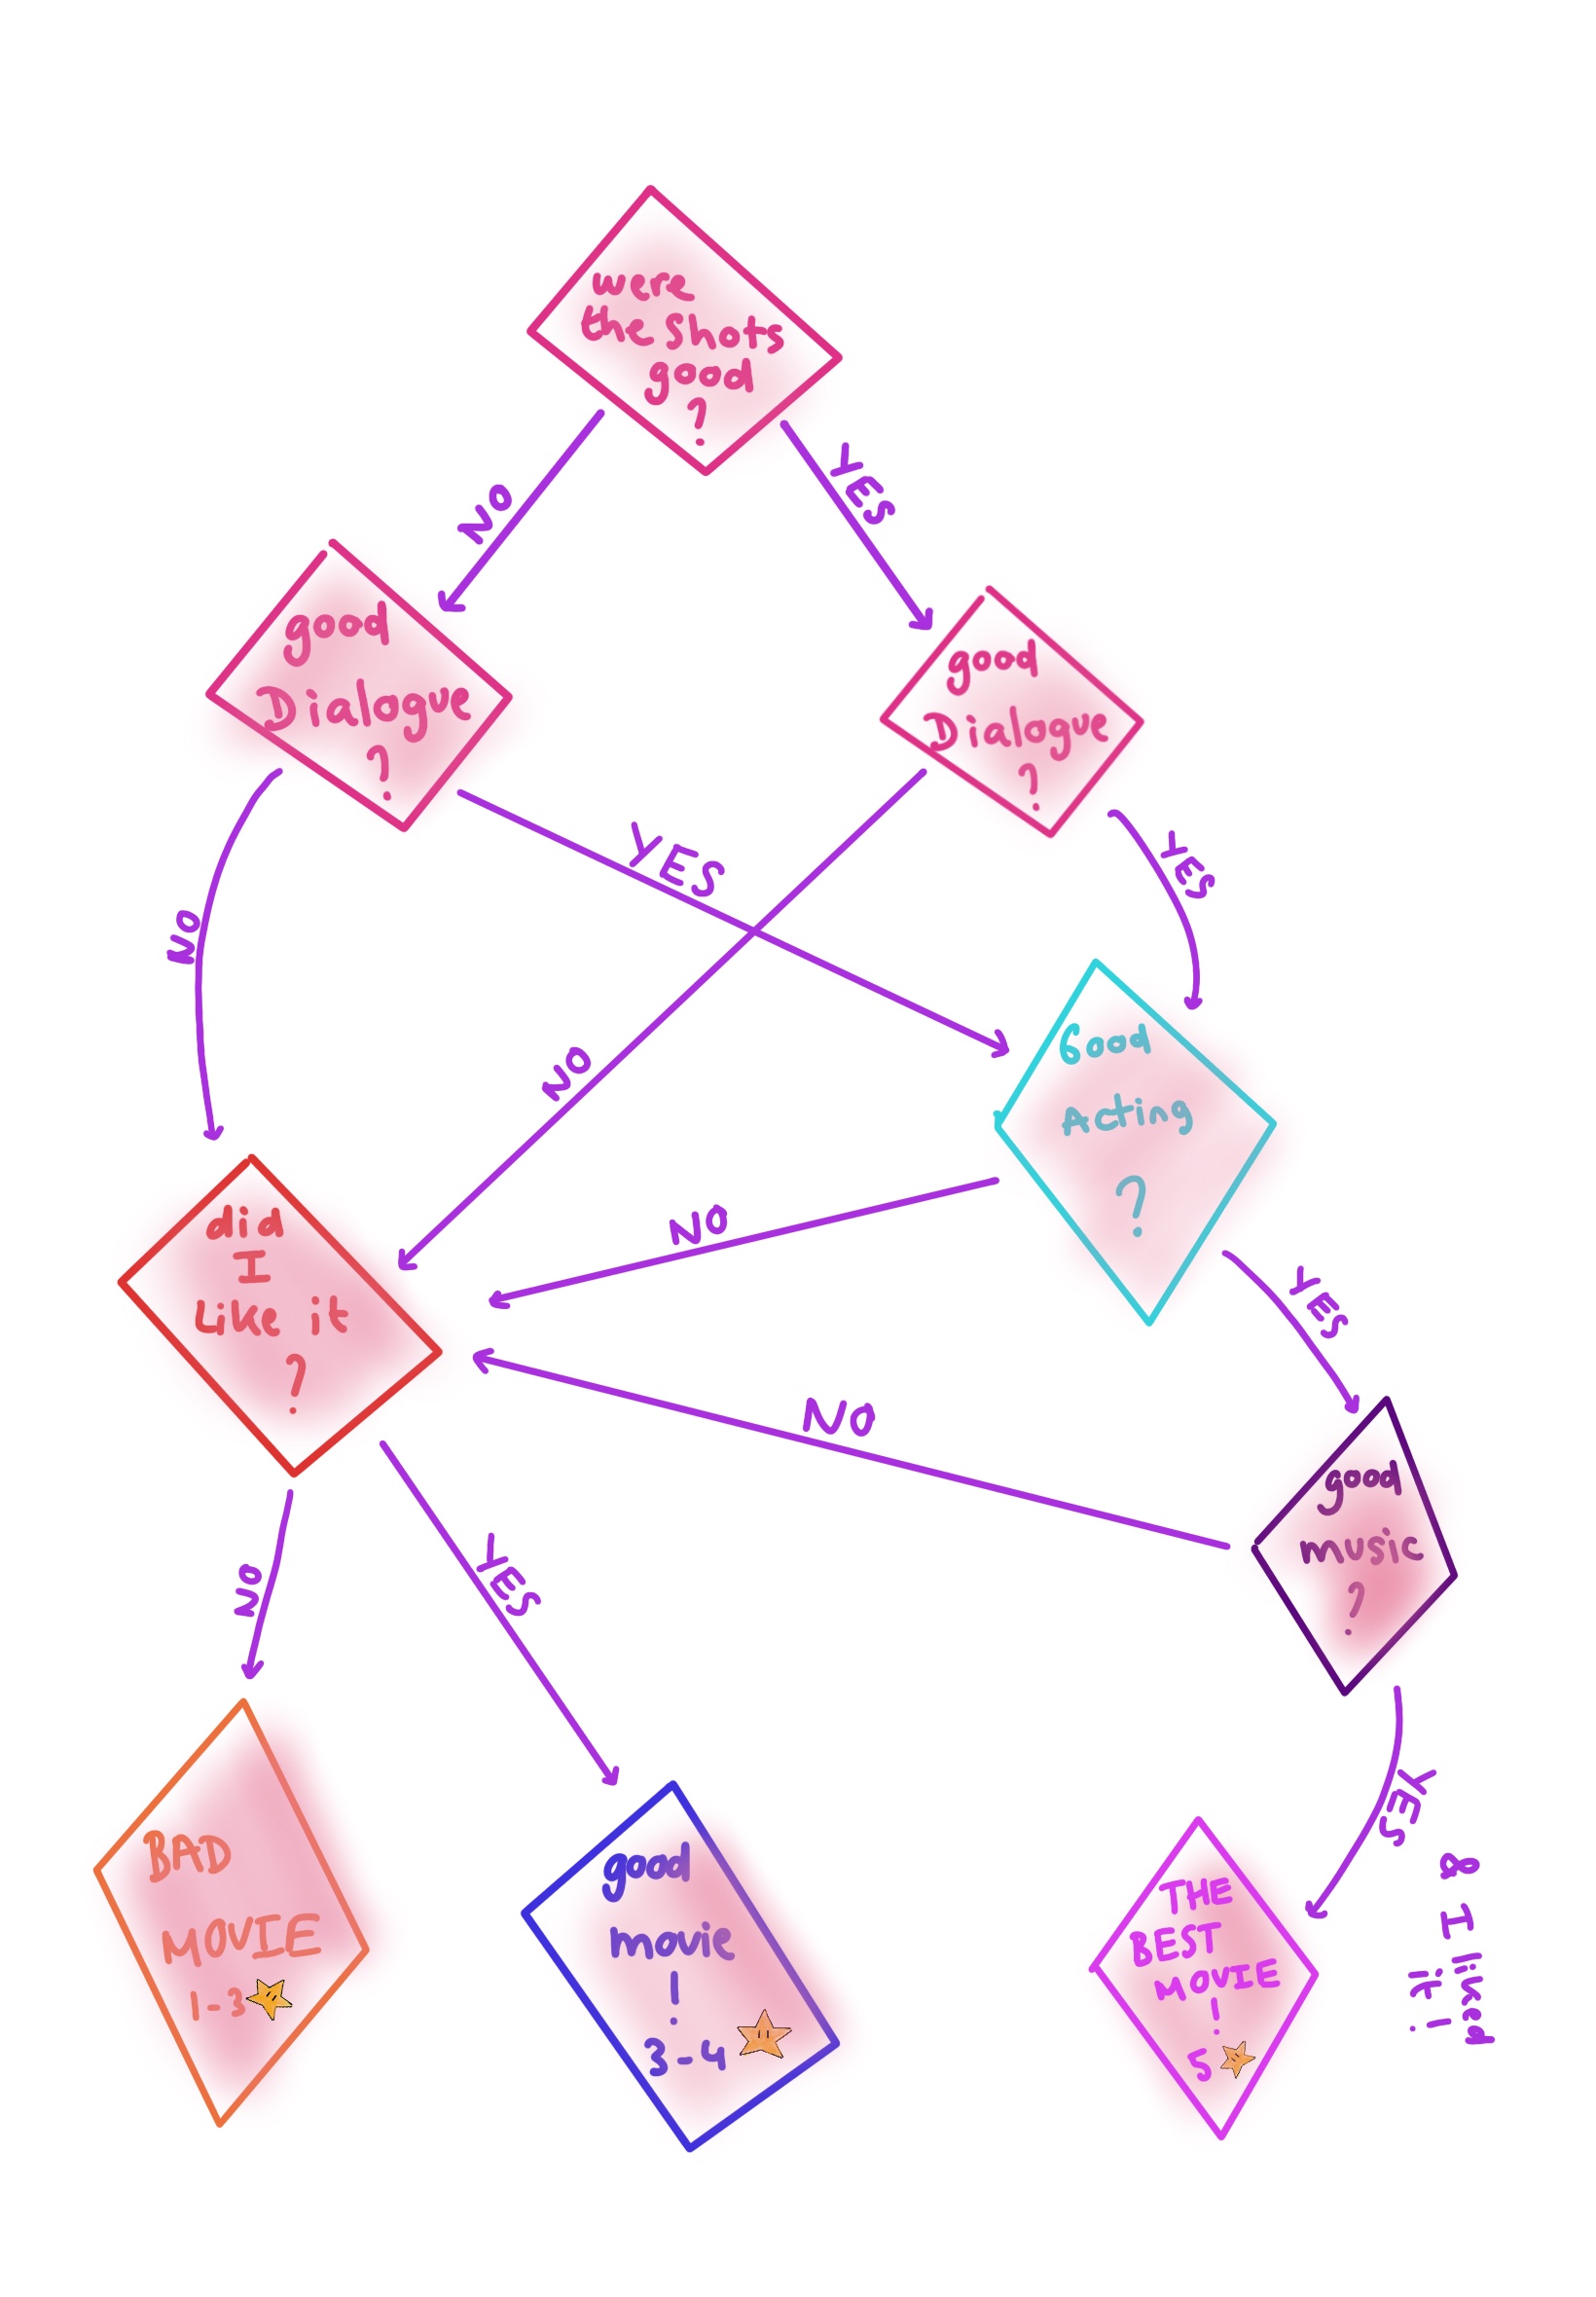 were
the shots
good
?
NO
YES
good
Dialogue
?
good
Dialogue
?
YES
YES
NO
NO
Good
Acting
?
did
I
Like it
?
NO
YES
NO
good
music
?
NO
YES
YES
BAD
MOVIE
1-3
good
movie
!
3-4
THE
BEST
MOVIE
!
5
& I liked
it!